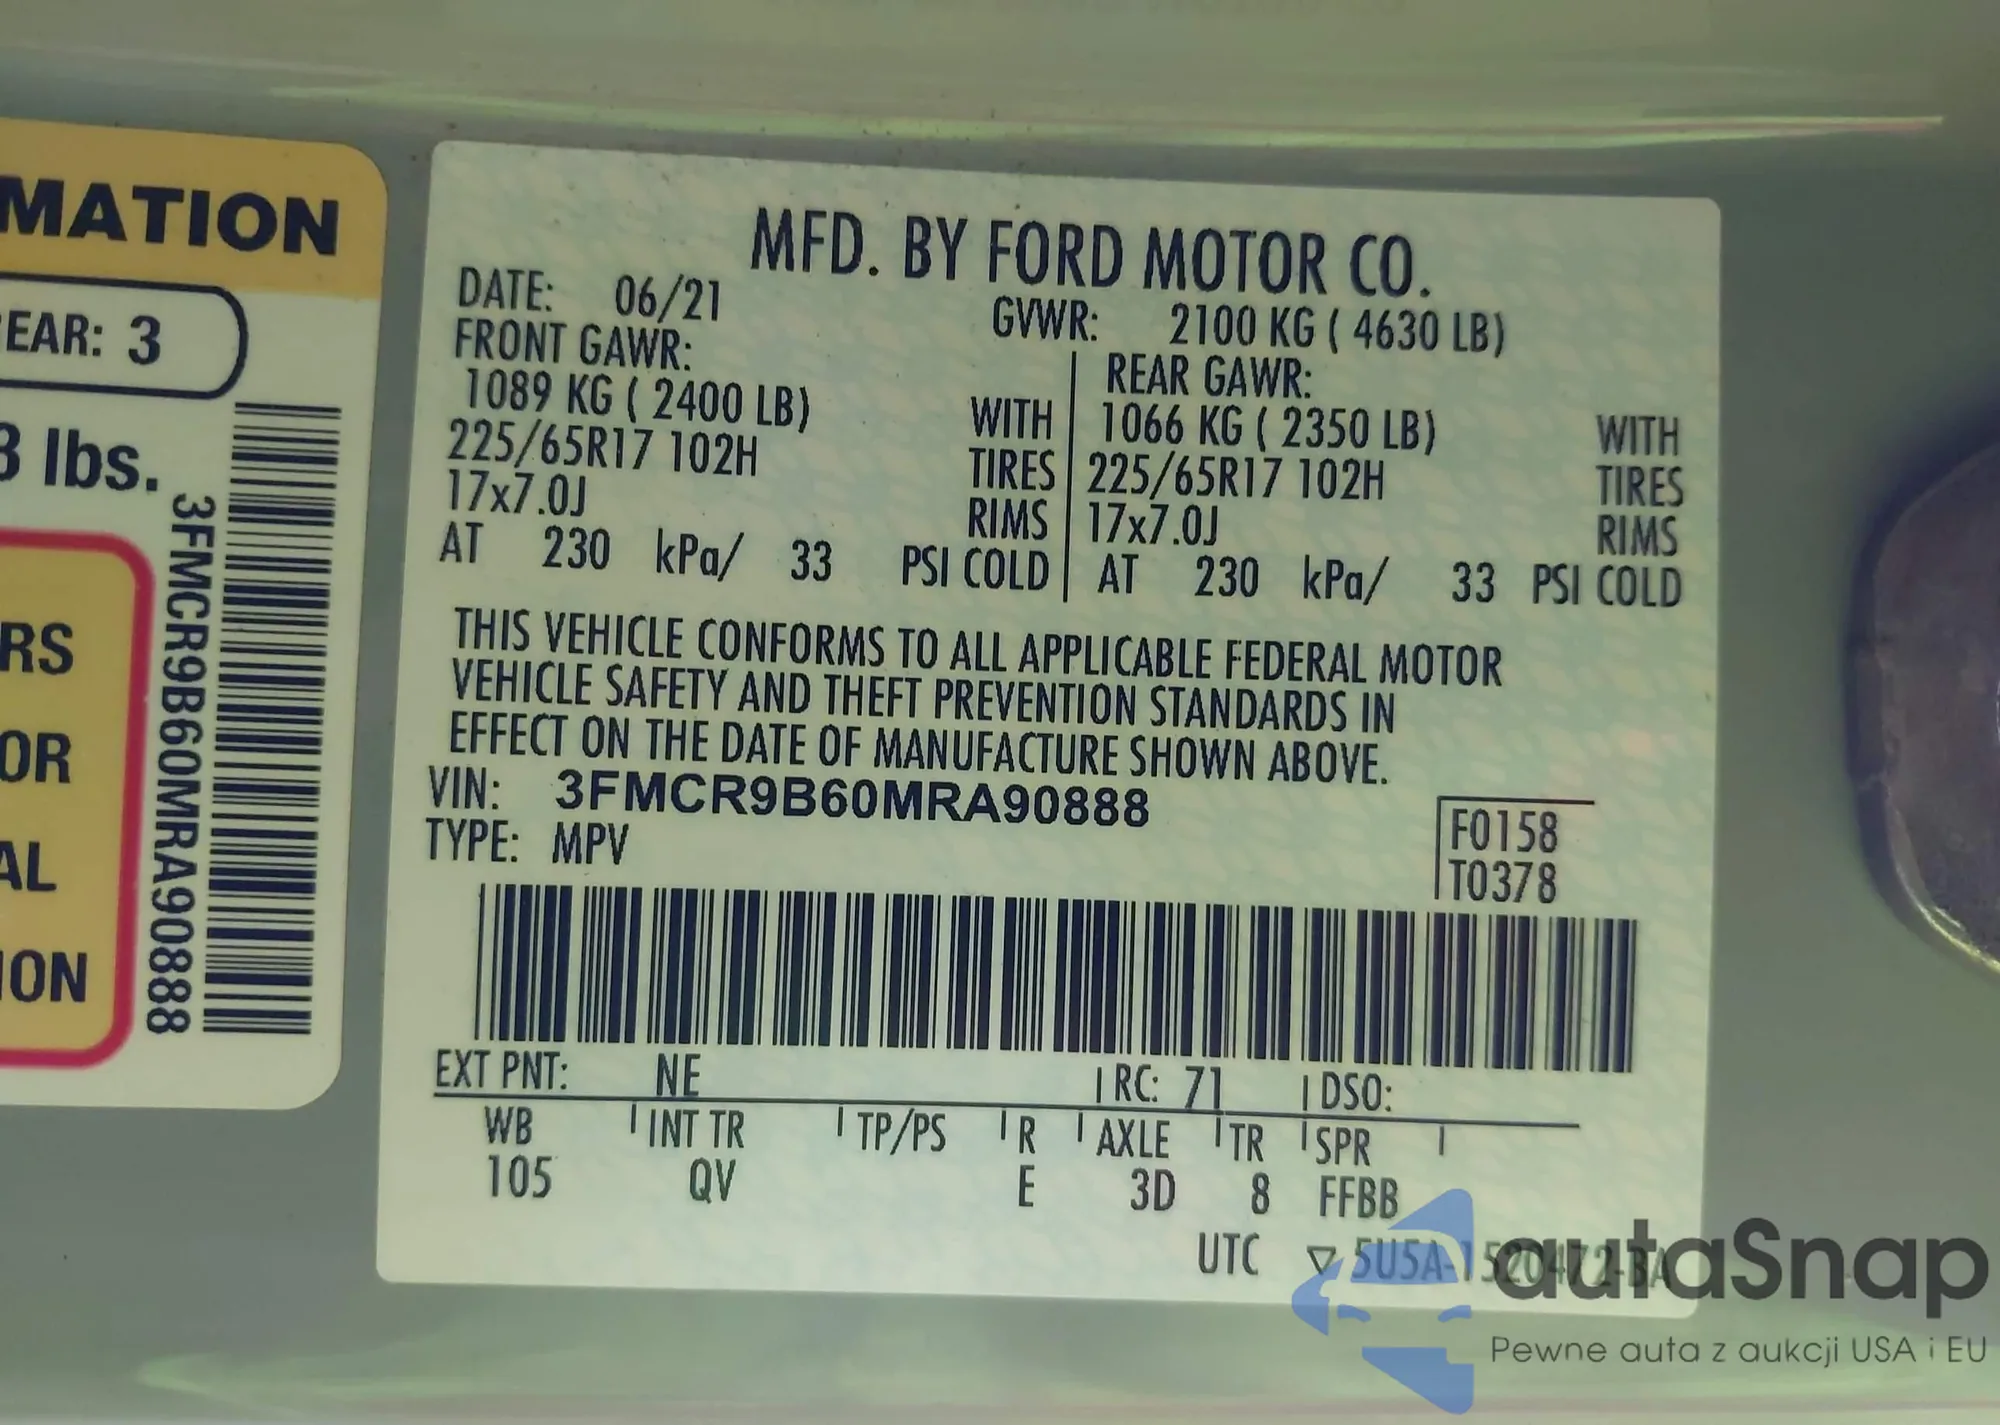 MATION
EAR: 3
3 lbs.
RS
OR
AL
ION
3FMCR9B60MRA90888
MFD. BY FORD MOTOR CO.
DATE: 06/21
GVWR: 2100 KG ( 4630 LB)
FRONT GAWR:
1089 KG ( 2400 LB) WITH
225/65R17 102H TIRES
17x7.0J RIMS
AT 230 kPa/ 33 PSI COLD
REAR GAWR:
1066 KG ( 2350 LB) WITH
225/65R17 102H TIRES
17x7.0J RIMS
AT 230 kPa/ 33 PSI COLD
THIS VEHICLE CONFORMS TO ALL APPLICABLE FEDERAL MOTOR
VEHICLE SAFETY AND THEFT PREVENTION STANDARDS IN
EFFECT ON THE DATE OF MANUFACTURE SHOWN ABOVE.
VIN: 3FMCR9B60MRA90888
TYPE: MPV
F0158
T0378
EXT PNT: NE RC: 71 DSO:
WB INT TR TP/PS R AXLE TR SPR
105 QV E 3D 8 FFBB
UTC ▽ 5U5A-1520472-BA
autaSnap
Pewne auta z aukcji USA i EU